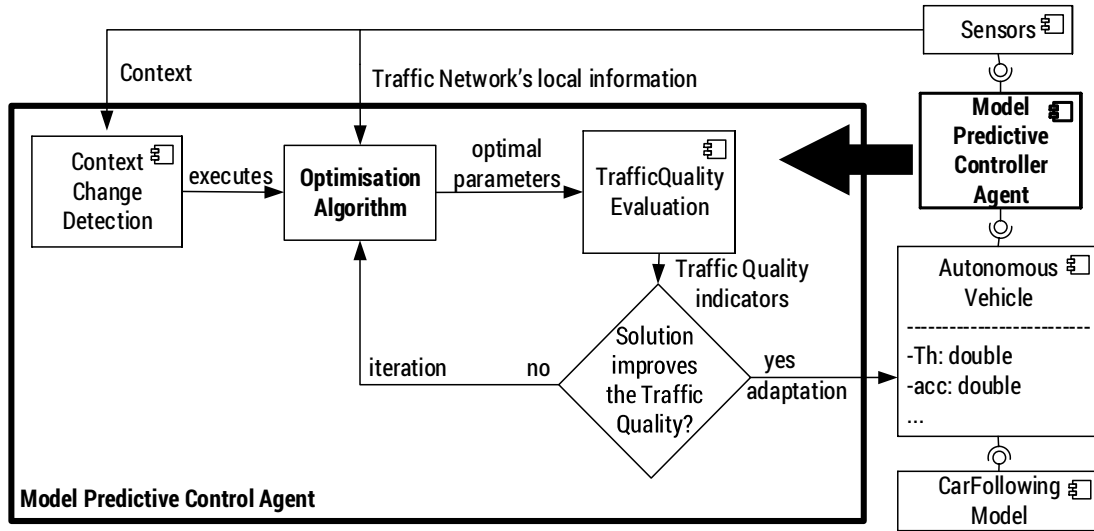 Sensors
Context
Traffic Network's local information
Model
Predictive
Controller
Agent
Context
Change
Detection
executes
Optimisation
Algorithm
optimal
parameters
TrafficQuality
Evaluation
Traffic Quality
indicators
Autonomous
Vehicle
-----------------------------
-Th: double
-acc: double
...
Solution
improves
the Traffic
Quality?
iteration
no
yes
adaptation
Model Predictive Control Agent
CarFollowing
Model